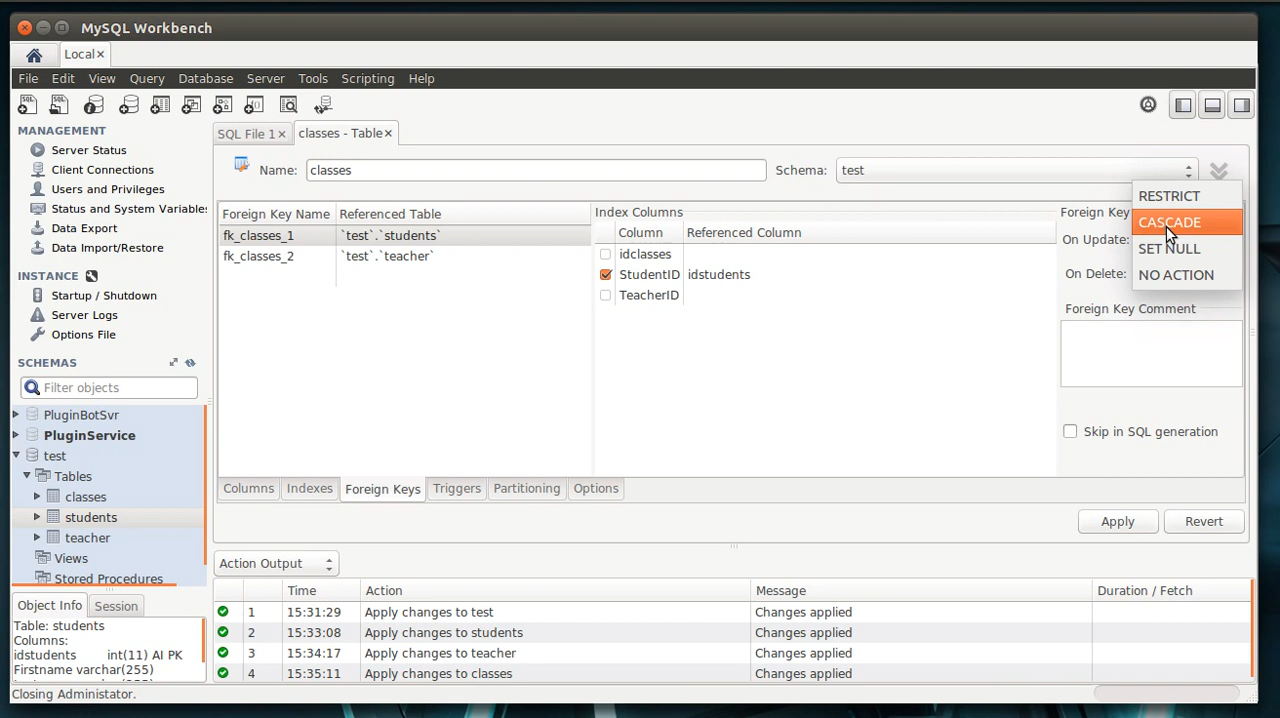 MySQL Workbench
Local
File Edit View Query Database Server Tools Scripting Help
MANAGEMENT
Server Status
Client Connections
Users and Privileges
Status and System Variables
Data Export
Data Import/Restore
INSTANCE
Startup / Shutdown
Server Logs
Options File
SCHEMAS
Filter objects
PluginBotSvr
PluginService
test
Tables
classes
students
teacher
Views
Stored Procedures
Object Info Session
Table: students
Columns:
idstudents int(11) AI PK
Firstname varchar(255)
Closing Administator.
SQL File 1 classes - Table
Name: classes Schema: test
Foreign Key Name Referenced Table
fk_classes_1 `test`.`students`
fk_classes_2 `test`.`teacher`
Index Columns
Column Referenced Column
idclasses
StudentID idstudents
TeacherID
Foreign Key
On Update:
On Delete:
RESTRICT
CASCADE
SET NULL
NO ACTION
Foreign Key Comment
Skip in SQL generation
Columns Indexes Foreign Keys Triggers Partitioning Options
Apply Revert
Action Output
Time Action Message Duration / Fetch
1 15:31:29 Apply changes to test Changes applied
2 15:33:08 Apply changes to students Changes applied
3 15:34:17 Apply changes to teacher Changes applied
4 15:35:11 Apply changes to classes Changes applied